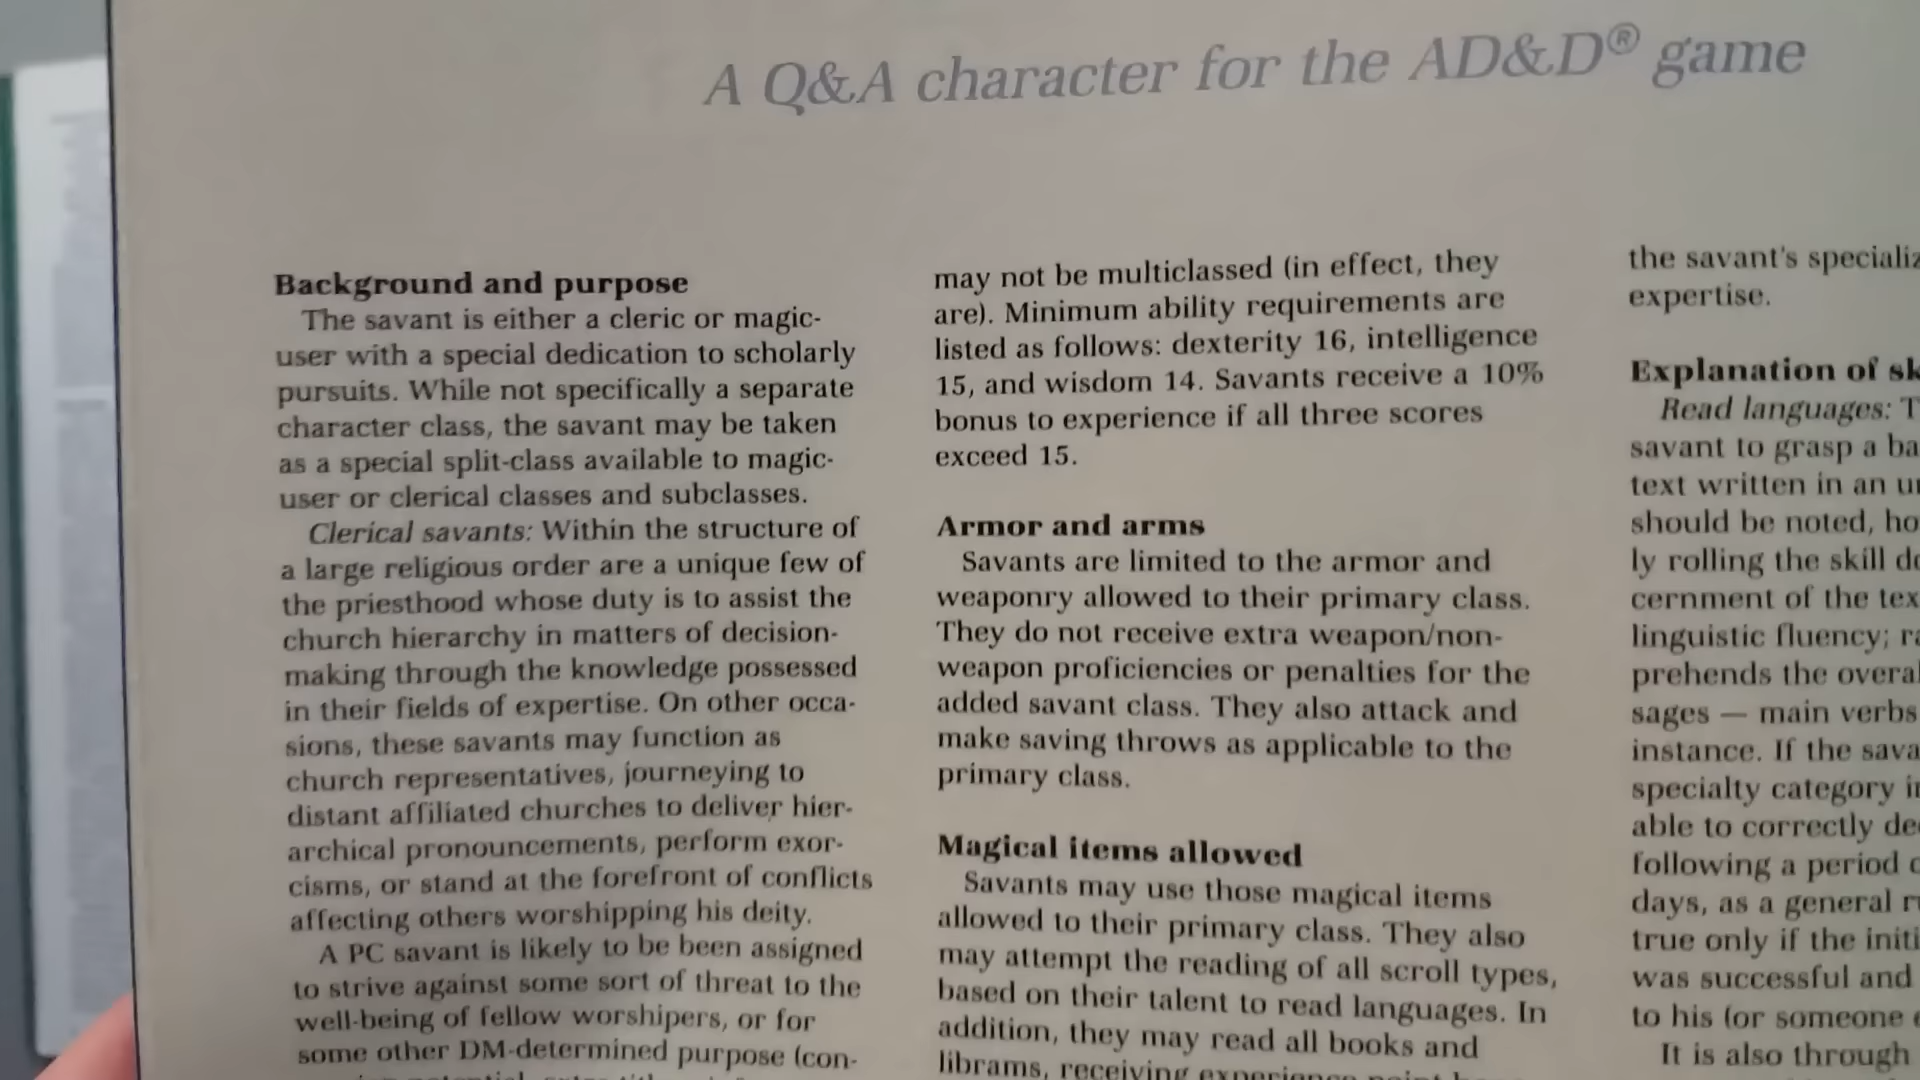 A Q&A character for the AD&D® game
Background and purpose
The savant is either a cleric or magic-
user with a special dedication to scholarly
pursuits. While not specifically a separate
character class, the savant may be taken
as a special split-class available to magic-
user or clerical classes and subclasses.
Clerical savants: Within the structure of
a large religious order are a unique few of
the priesthood whose duty is to assist the
church hierarchy in matters of decision-
making through the knowledge possessed
in their fields of expertise. On other occa-
sions, these savants may function as
church representatives, journeying to
distant affiliated churches to deliver hier-
archical pronouncements, perform exor-
cisms, or stand at the forefront of conflicts
affecting others worshipping his deity.
A PC savant is likely to be been assigned
to strive against some sort of threat to the
well-being of fellow worshipers, or for
some other DM-determined purpose (con-
may not be multiclassed (in effect, they
are). Minimum ability requirements are
listed as follows: dexterity 16, intelligence
15, and wisdom 14. Savants receive a 10%
bonus to experience if all three scores
exceed 15.
Armor and arms
Savants are limited to the armor and
weaponry allowed to their primary class.
They do not receive extra weapon/non-
weapon proficiencies or penalties for the
added savant class. They also attack and
make saving throws as applicable to the
primary class.
Magical items allowed
Savants may use those magical items
allowed to their primary class. They also
may attempt the reading of all scroll types,
based on their talent to read languages. In
addition, they may read all books and
librams, receiving experience point
the savant's specializ
expertise.
Explanation of sk
Read languages: T
savant to grasp a ba
text written in an un
should be noted, ho
ly rolling the skill do
cernment of the tex
linguistic fluency; ra
prehends the overal
sages — main verbs
instance. If the sava
specialty category i
able to correctly de
following a period o
days, as a general r
true only if the initi
was successful and
to his (or someone e
It is also through